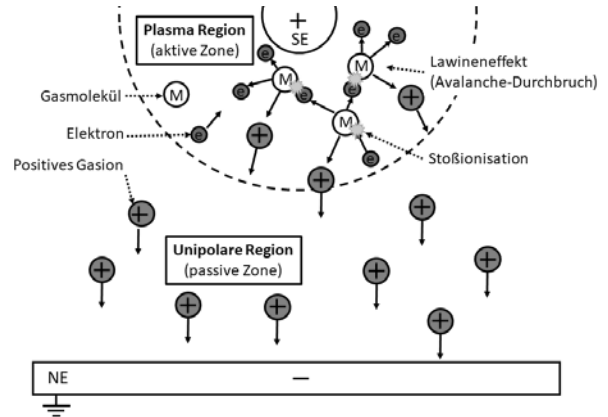 +
SE
Plasma Region
(aktive Zone)
e
e
e
Lawineneffekt
(Avalanche-Durchbruch)
M
M
Gasmolekül
M
e
e
e
+
M
Elektron
e
+
Stoßionisation
e
Positives Gasion
+
+
+
Unipolare Region
(passive Zone)
+
+
+
+
+
+
NE
−